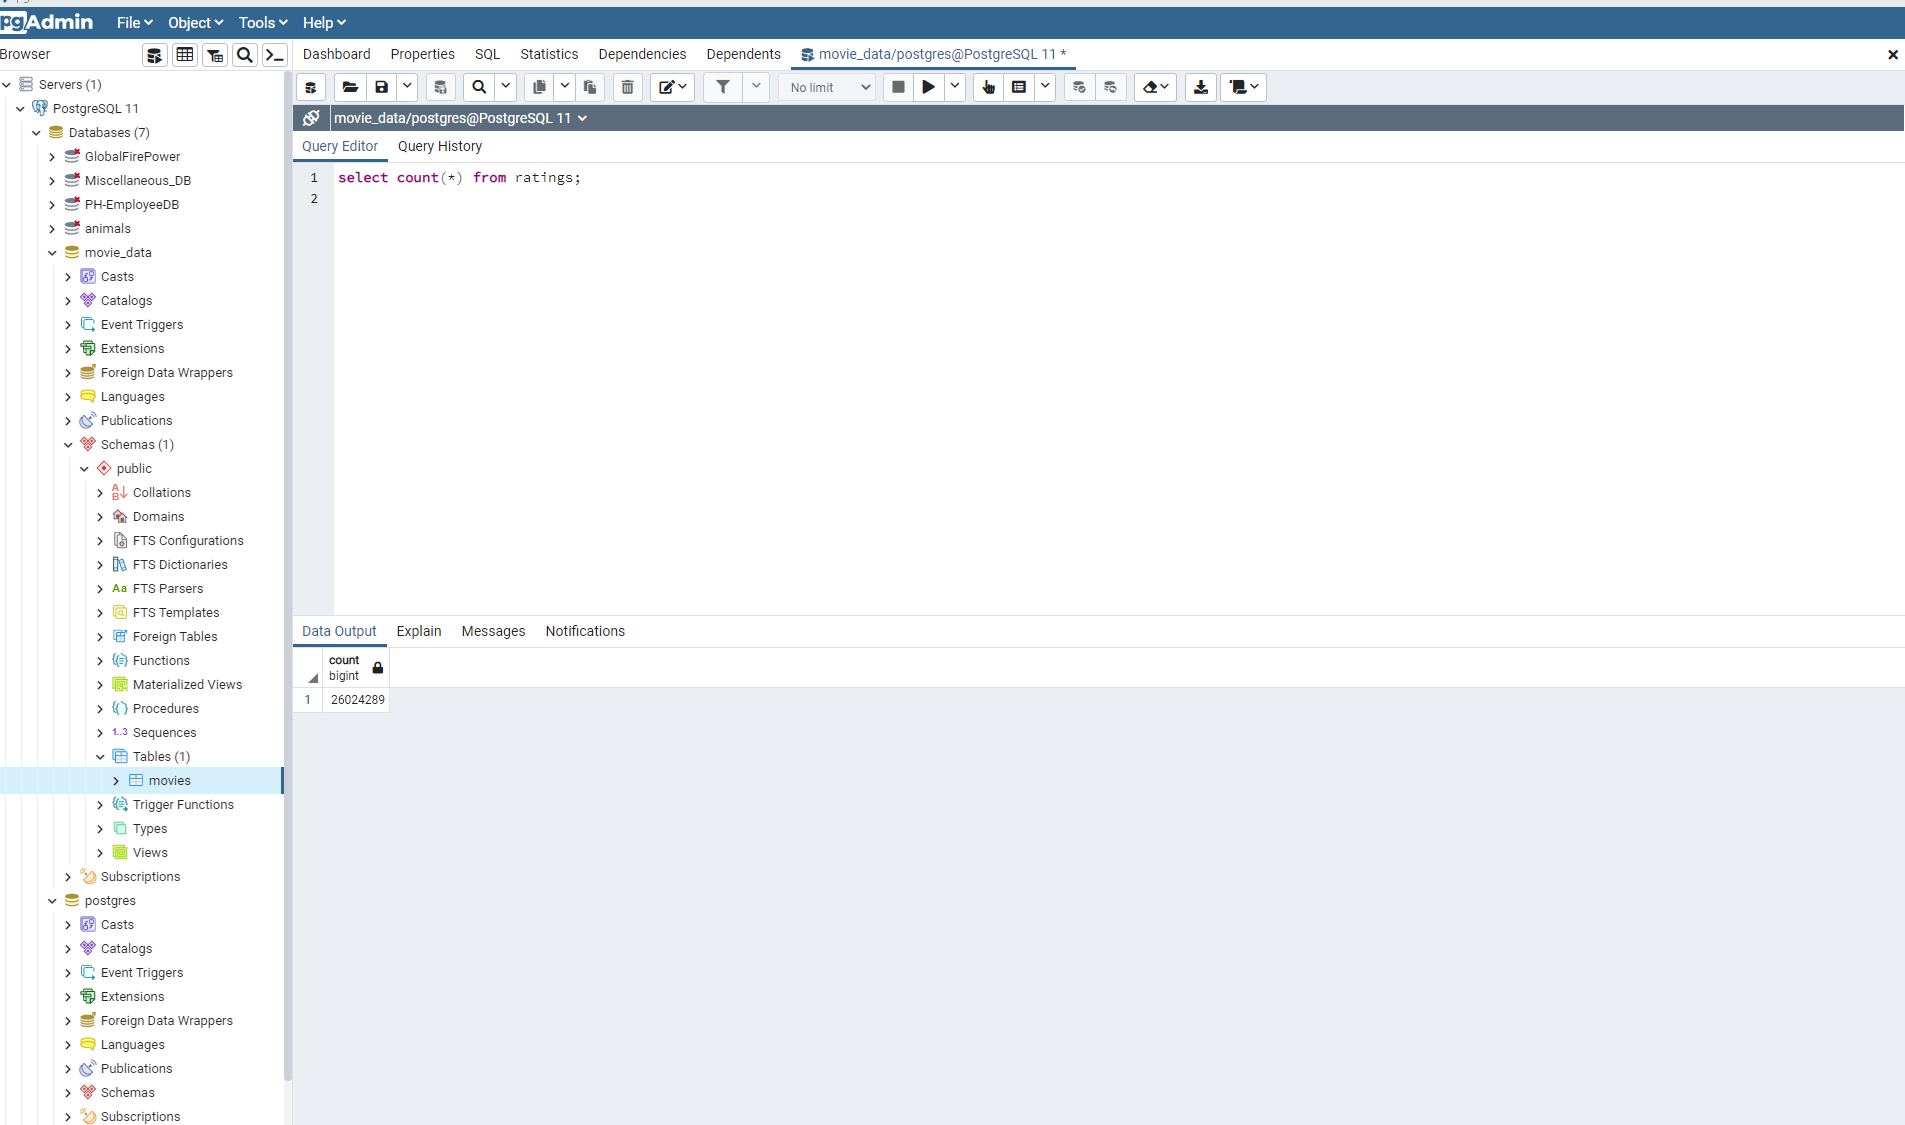 pgAdmin File Object Tools Help
Browser
Dashboard Properties SQL Statistics Dependencies Dependents movie_data/postgres@PostgreSQL 11 *
Servers (1)
PostgreSQL 11
Databases (7)
GlobalFirePower
Miscellaneous_DB
PH-EmployeeDB
animals
movie_data
Casts
Catalogs
Event Triggers
Extensions
Foreign Data Wrappers
Languages
Publications
Schemas (1)
public
Collations
Domains
FTS Configurations
FTS Dictionaries
Aa FTS Parsers
FTS Templates
Foreign Tables
Functions
Materialized Views
Procedures
1..3 Sequences
Tables (1)
movies
Trigger Functions
Types
Views
Subscriptions
postgres
Casts
Catalogs
Event Triggers
Extensions
Foreign Data Wrappers
Languages
Publications
Schemas
Subscriptions
No limit
movie_data/postgres@PostgreSQL 11
Query Editor Query History
1 select count(*) from ratings;
2
Data Output Explain Messages Notifications
count
bigint
1 26024289